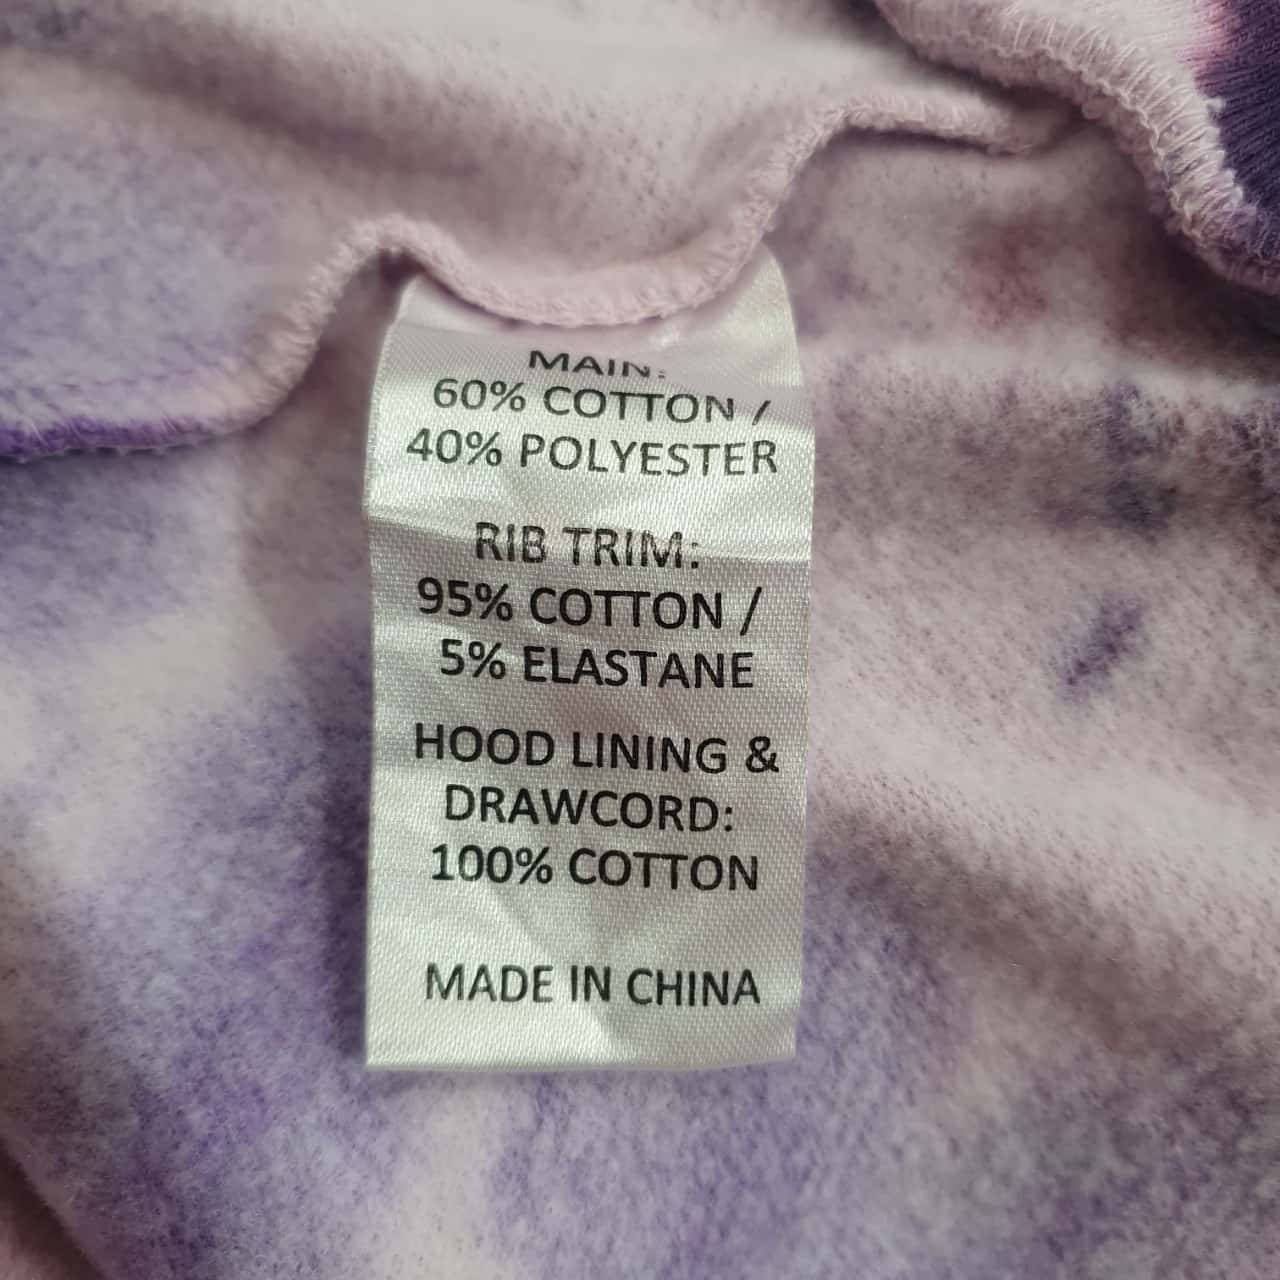 MAIN:
60% COTTON /
40% POLYESTER
RIB TRIM:
95% COTTON /
5% ELASTANE
HOOD LINING &
DRAWCORD:
100% COTTON
MADE IN CHINA